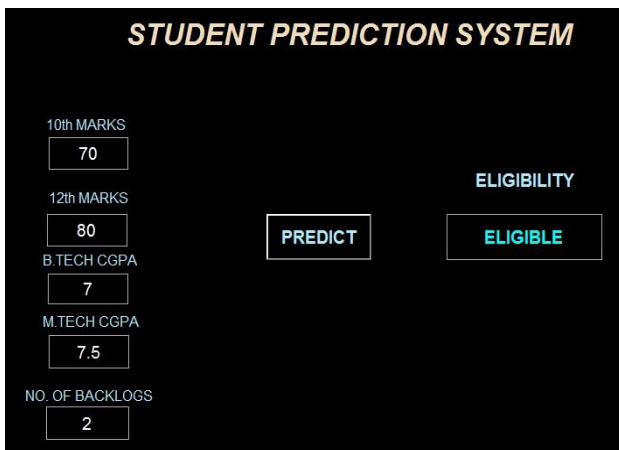 STUDENT PREDICTION SYSTEM
10th MARKS
70
12th MARKS
80
B.TECH CGPA
7
M.TECH CGPA
7.5
NO. OF BACKLOGS
2
PREDICT
ELIGIBILITY
ELIGIBLE